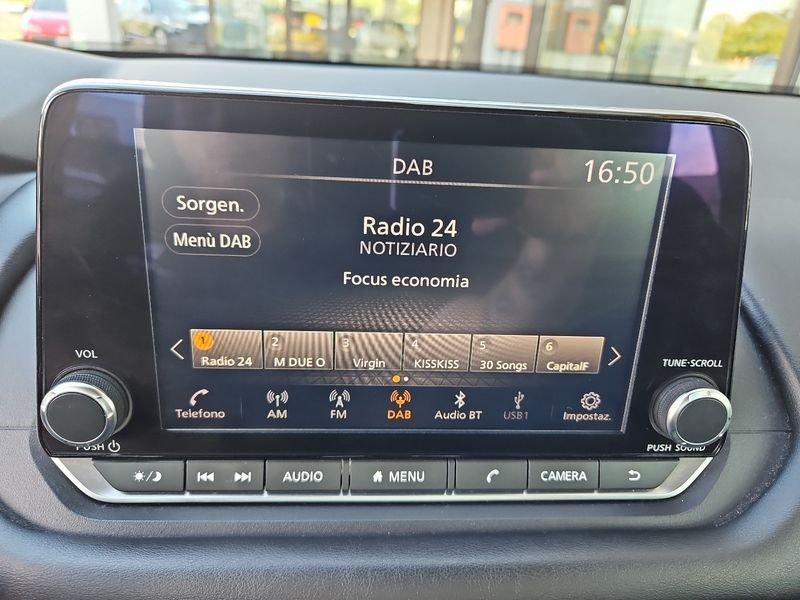 DAB
16:50
Sorgen.
Menù DAB
Radio 24
NOTIZIARIO
Focus economia
1 Radio 24
2 M DUE O
3 Virgin
4 KISSKISS
5 30 Songs
6 CapitalF
Telefono
AM
FM
DAB
Audio BT
USB1
Impostaz.
VOL
PUSH
TUNE·SCROLL
PUSH SOUND
AUDIO
MENU
CAMERA